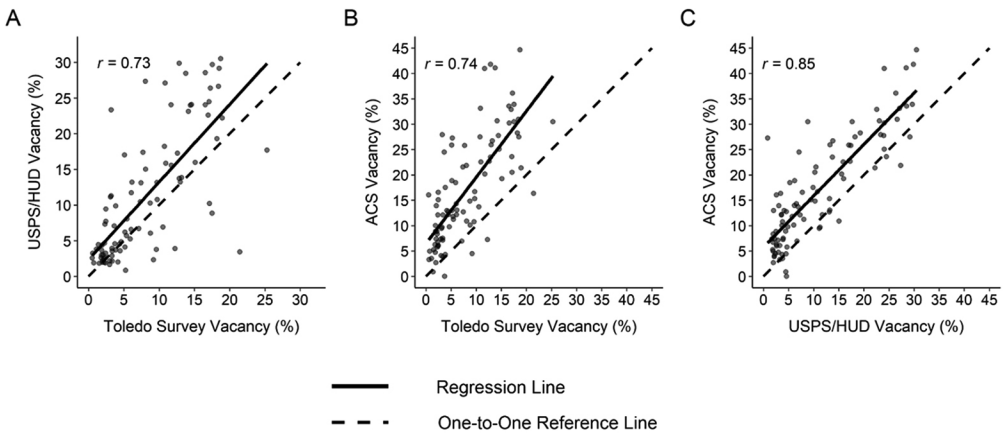 A
B
C
r = 0.73
r = 0.74
r = 0.85
USPS/HUD Vacancy (%)
30
25
20
15
10
5
0
0 5 10 15 20 25 30
Toledo Survey Vacancy (%)
ACS Vacancy (%)
45
40
35
30
25
20
15
10
5
0
0 5 10 15 20 25 30 35 40 45
Toledo Survey Vacancy (%)
ACS Vacancy (%)
45
40
35
30
25
20
15
10
5
0
0 5 10 15 20 25 30 35 40 45
USPS/HUD Vacancy (%)
Regression Line
One-to-One Reference Line